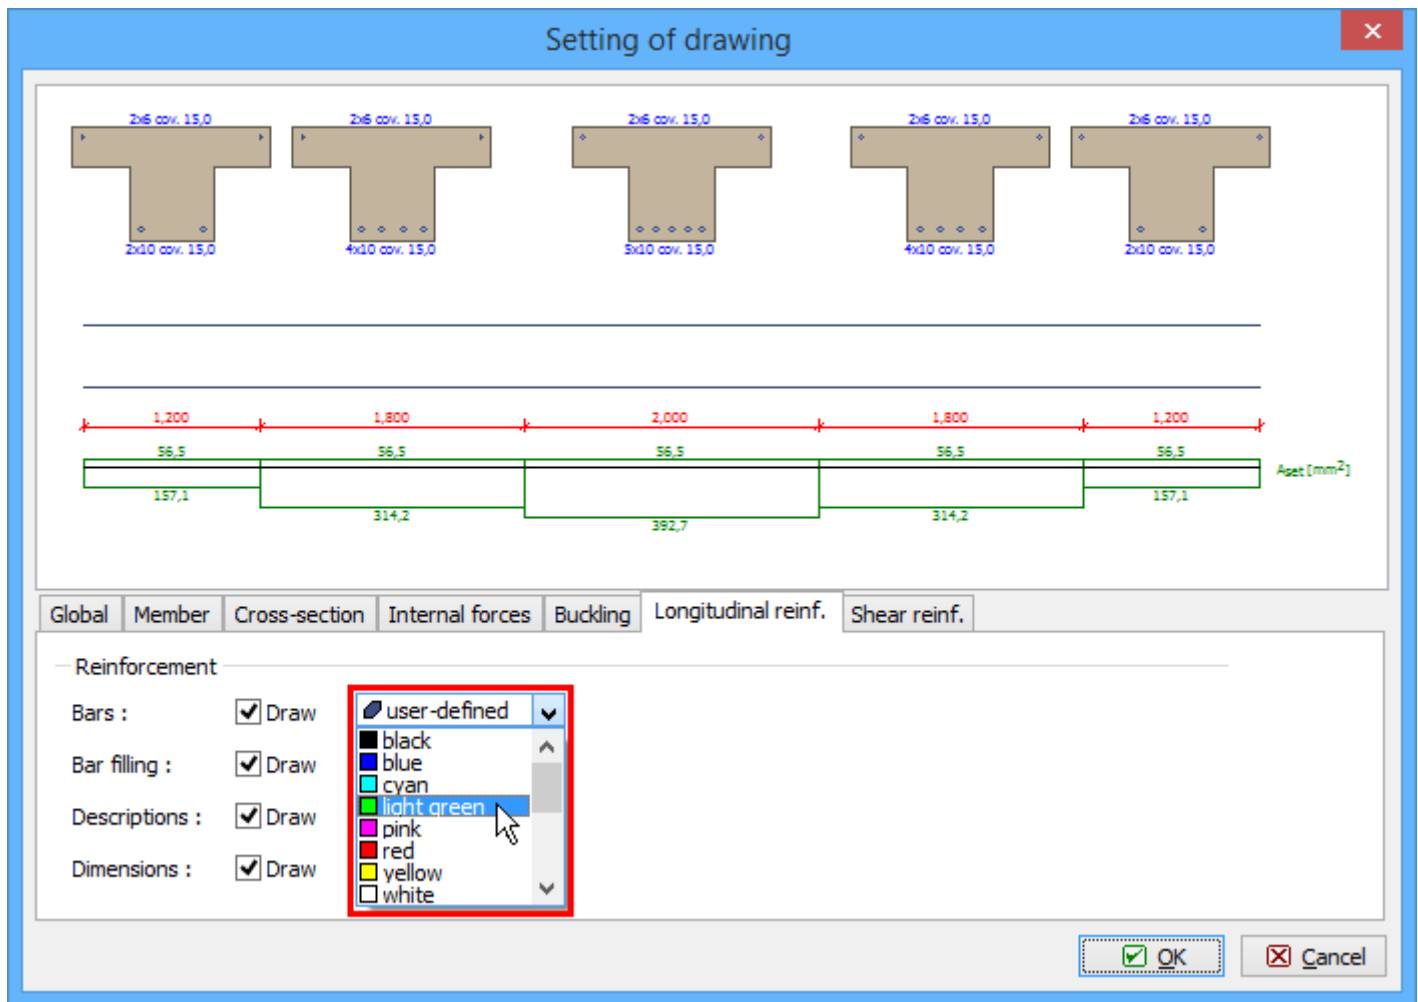 Setting of drawing
2x6 cov. 15,0 2x6 cov. 15,0 2x6 cov. 15,0 2x6 cov. 15,0 2x6 cov. 15,0
2x10 cov. 15,0 4x10 cov. 15,0 5x10 cov. 15,0 4x10 cov. 15,0 2x10 cov. 15,0
1,200 1,800 2,000 1,800 1,200
56,5 56,5 56,5 56,5 56,5
Aset [mm2]
157,1 314,2 392,7 314,2 157,1
Global Member Cross-section Internal forces Buckling Longitudinal reinf. Shear reinf.
Reinforcement
Bars : Draw user-defined
black
blue
Bar filling : Draw
cyan
light green
Descriptions : Draw
pink
red
Dimensions : Draw
yellow
white
OK Cancel